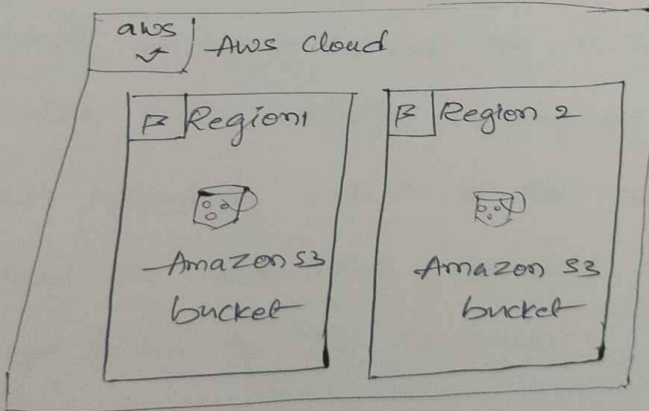 aws
Aws Cloud
Region1
Amazon S3
bucket
Region 2
Amazon S3
bucket